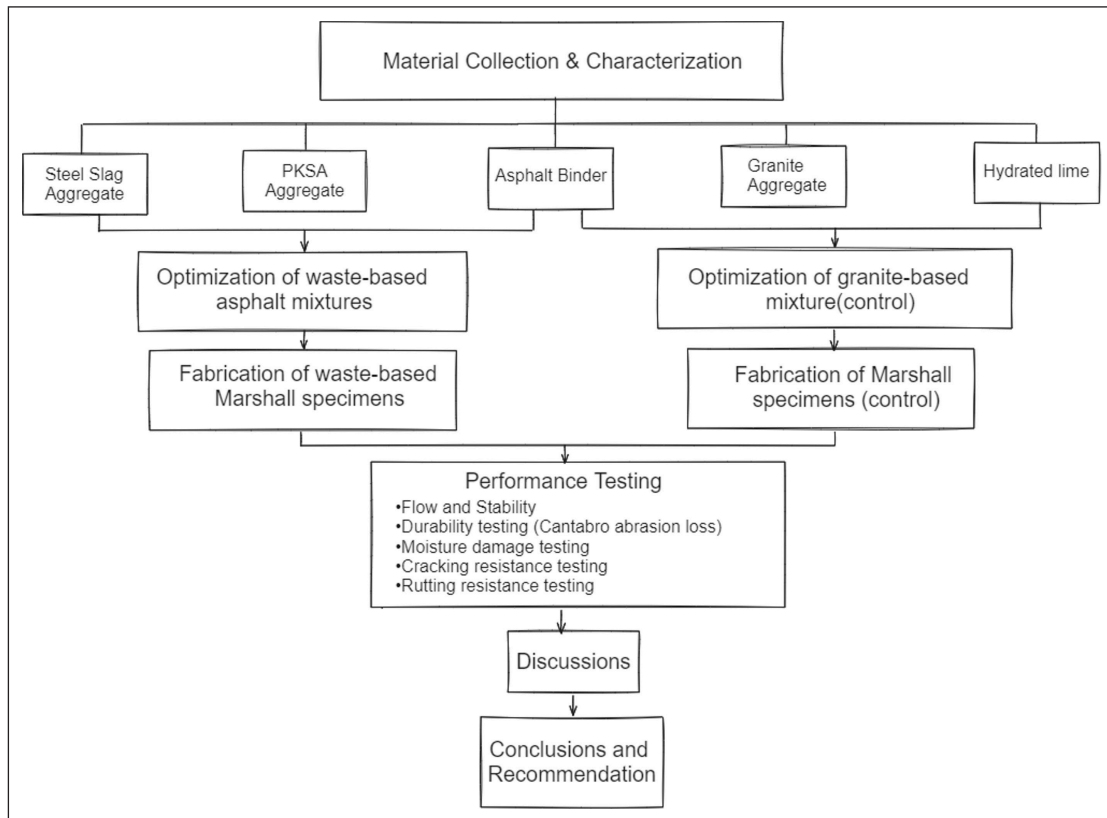 Material Collection & Characterization
Steel Slag
Aggregate
PKSA
Aggregate
Asphalt Binder
Granite
Aggregate
Hydrated lime
Optimization of waste-based
asphalt mixtures
Optimization of granite-based
mixture(control)
Fabrication of waste-based
Marshall specimens
Fabrication of Marshall
specimens (control)
Performance Testing
•Flow and Stability
•Durability testing (Cantabro abrasion loss)
•Moisture damage testing
•Cracking resistance testing
•Rutting resistance testing
Discussions
Conclusions and
Recommendation